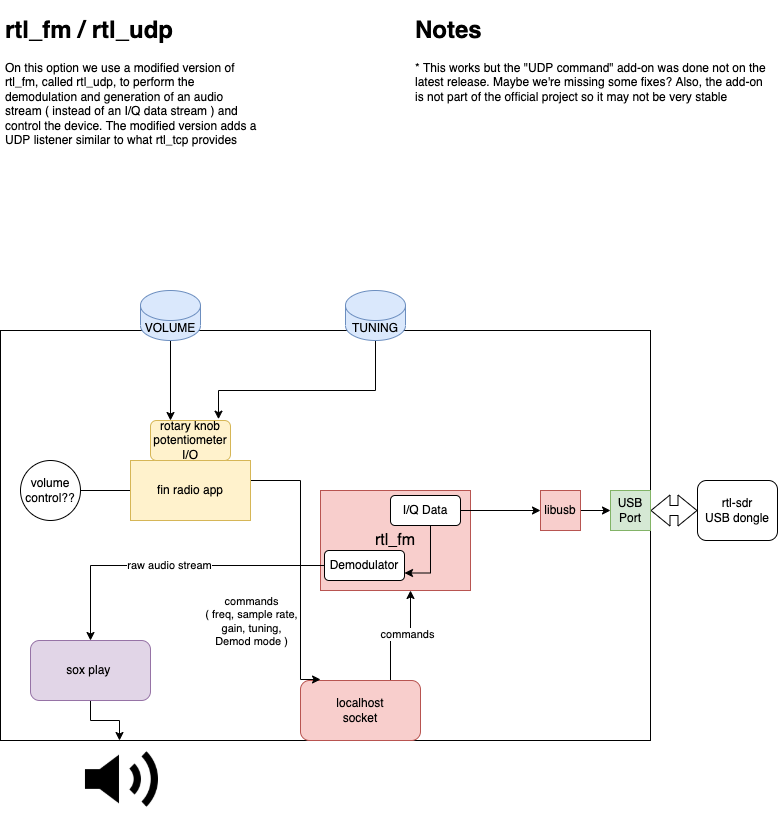 rtl_fm / rtl_udp
On this option we use a modified version of
rtl_fm, called rtl_udp, to perform the
demodulation and generation of an audio
stream ( instead of an I/Q data stream ) and
control the device. The modified version adds a
UDP listener similar to what rtl_tcp provides
Notes
* This works but the "UDP command" add-on was done not on the
latest release. Maybe we're missing some fixes? Also, the add-on
is not part of the official project so it may not be very stable
VOLUME
TUNING
rotary knob
potentiometer
I/O
volume
control??
fin radio app
I/Q Data
rtl_fm
Demodulator
libusb
USB
Port
rtl-sdr
USB dongle
raw audio stream
commands
( freq, sample rate,
gain, tuning,
Demod mode )
commands
sox play
localhost
socket